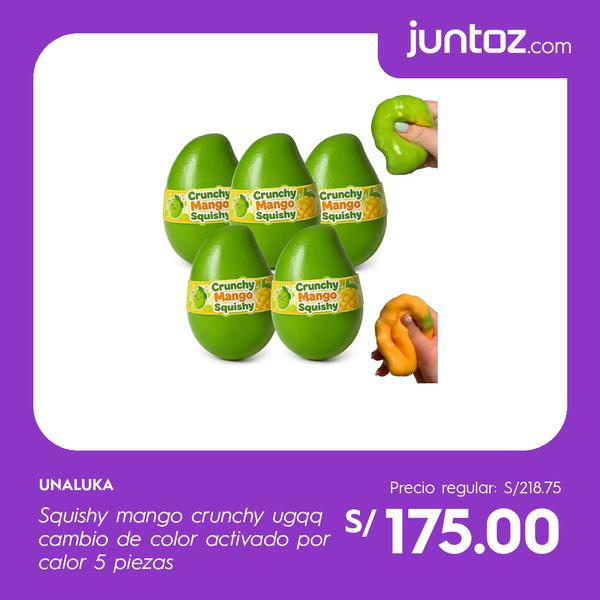 juntoz.com
Crunchy
Mango
Squishy
Crunchy
Mango
Squishy
Crunchy
Mango
Squishy
Crunchy
Mango
Squishy
Crunchy
Mango
Squishy
UNALUKA
Squishy mango crunchy ugqq
cambio de color activado por
calor 5 piezas
Precio regular: S/218.75
S/ 175.00